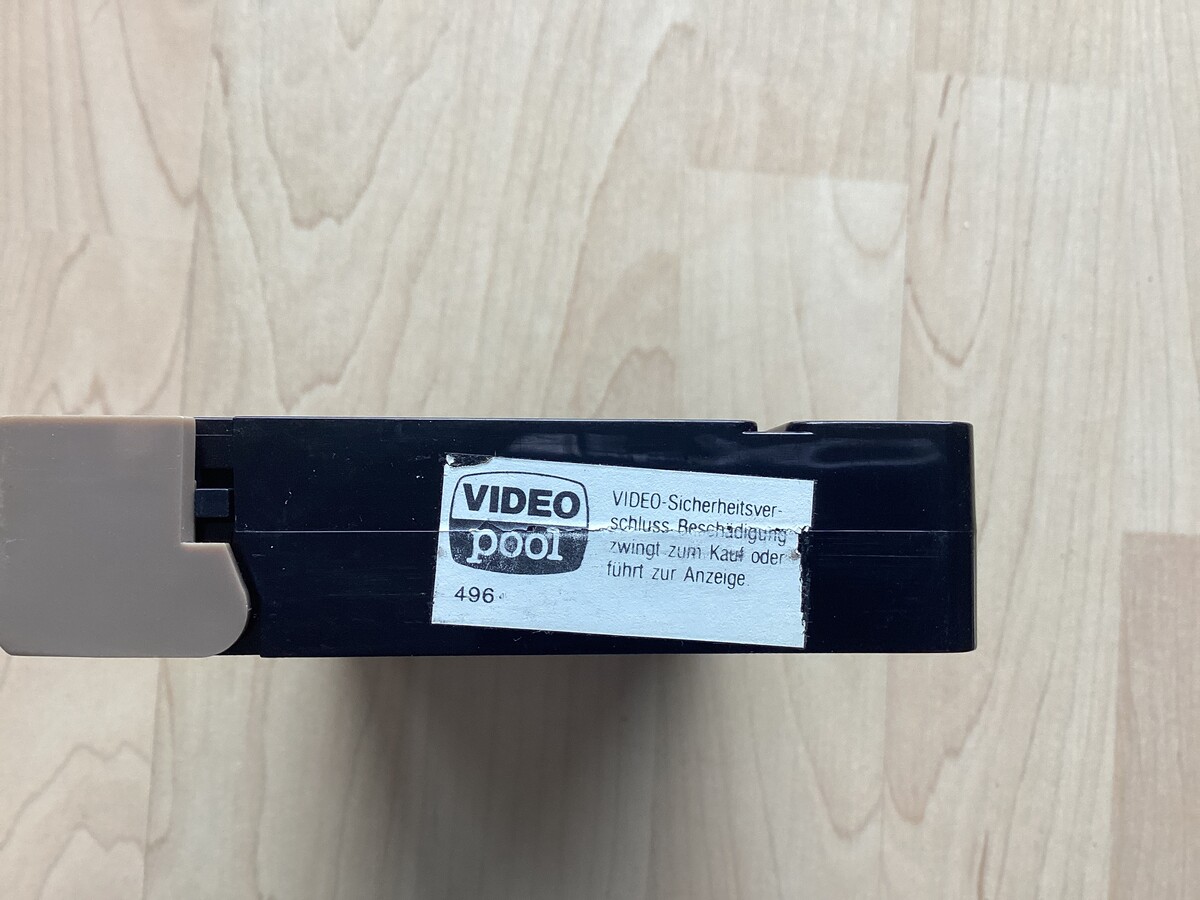 VIDEO
pool
496
VIDEO-Sicherheitsver-
schluss Beschädigung
zwingt zum Kauf oder
führt zur Anzeige